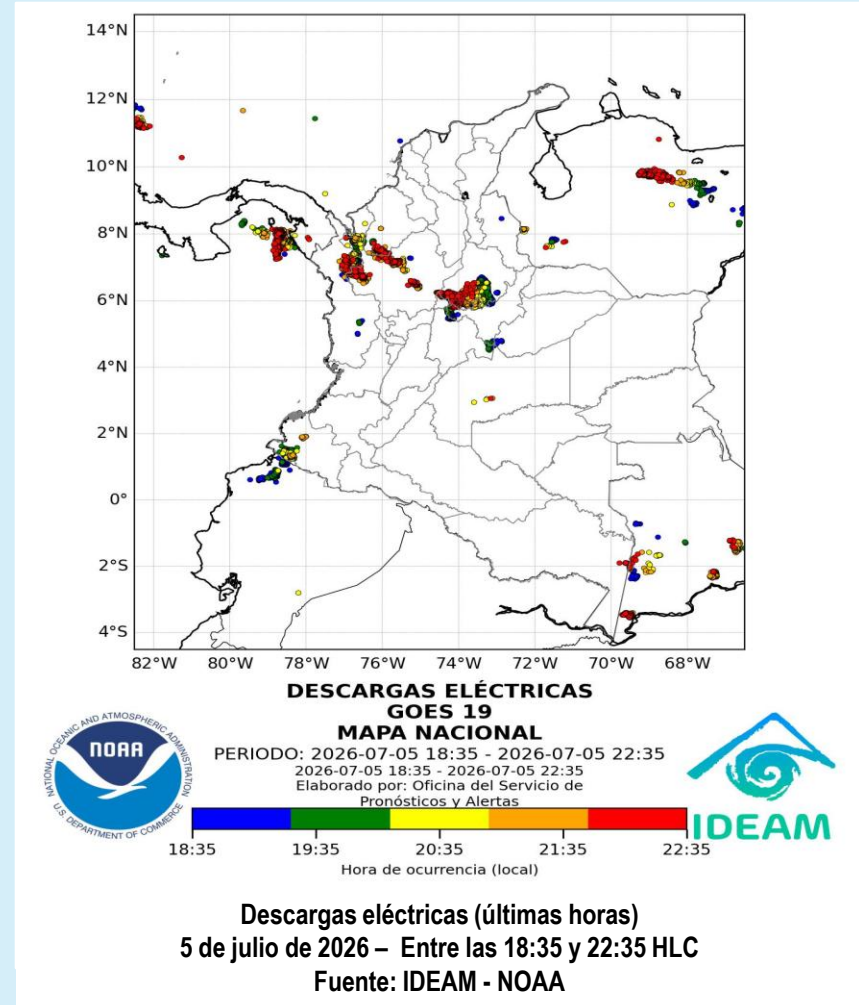 14°N
12°N
10°N
8°N
6°N
4°N
2°N
0°
2°S
4°S
82°W 80°W 78°W 76°W 74°W 72°W 70°W 68°W
DESCARGAS ELÉCTRICAS
GOES 19
MAPA NACIONAL
PERIODO: 2026-07-05 18:35 - 2026-07-05 22:35
2026-07-05 18:35 - 2026-07-05 22:35
Elaborado por: Oficina del Servicio de
Pronósticos y Alertas
NATIONAL OCEANIC AND ATMOSPHERIC ADMINISTRATION
NOAA
U.S. DEPARTMENT OF COMMERCE
IDEAM
18:35 19:35 20:35 21:35 22:35
Hora de ocurrencia (local)
Descargas eléctricas (últimas horas)
5 de julio de 2026 – Entre las 18:35 y 22:35 HLC
Fuente: IDEAM - NOAA